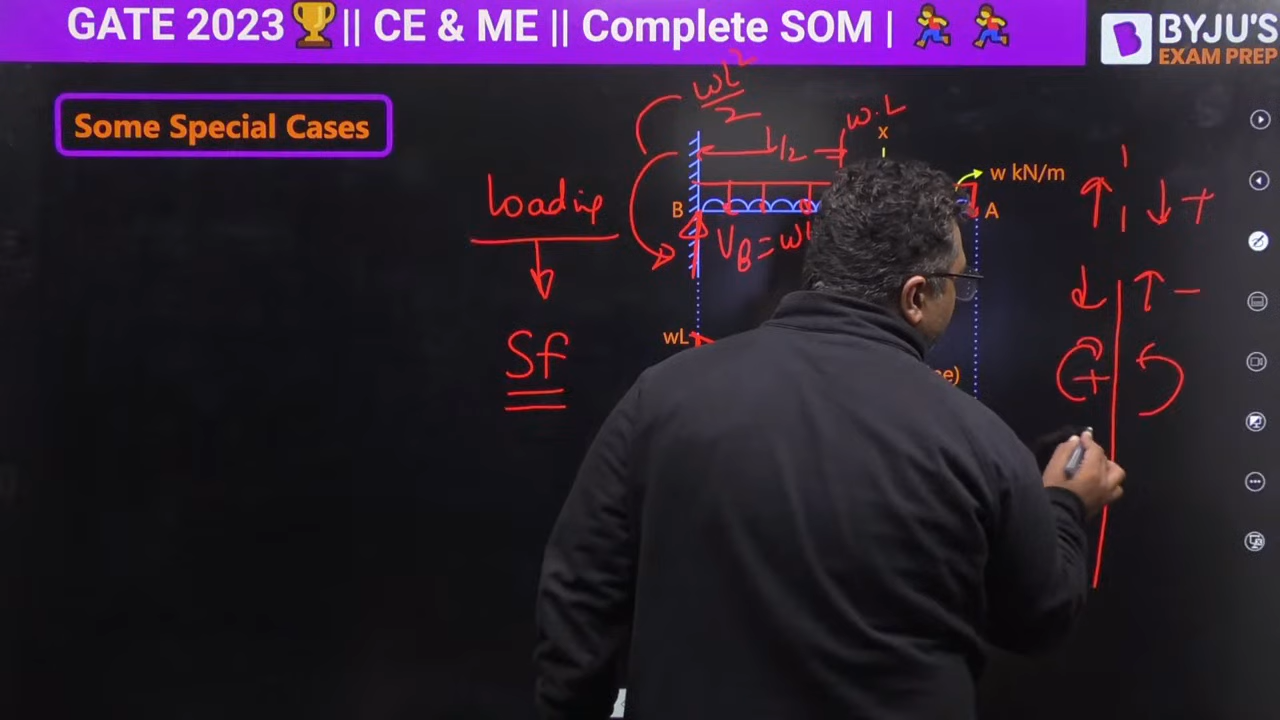 GATE 2023🏆|| CE & ME || Complete SOM | 🏃 🏃
BYJU'S
EXAM PREP
Some Special Cases
wL²/2
w.L
L/2
x
w kN/m
Loading
B
A
V_B = w
wL
Sf
↑ | ↓ +
↓ | ↑ −
+